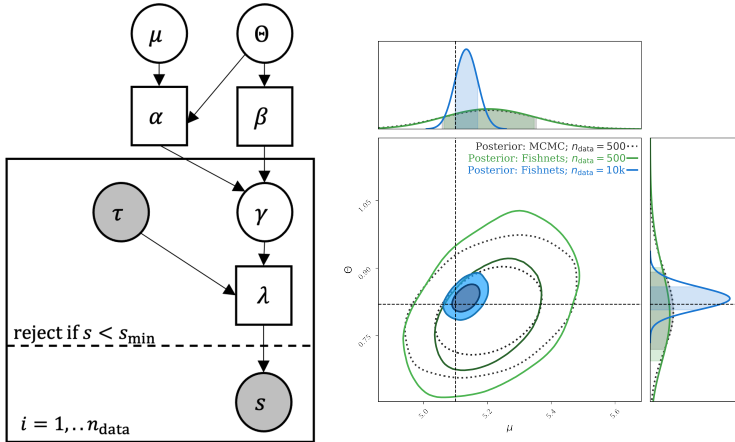 μ
Θ
α
β
τ
γ
λ
reject if s < s_min
s
i = 1,..n_data
Posterior: MCMC; n_data = 500
Posterior: Fishnets; n_data = 500
Posterior: Fishnets; n_data = 10k
1.05
0.90
0.75
Θ
5.0
5.2
5.4
5.6
μ